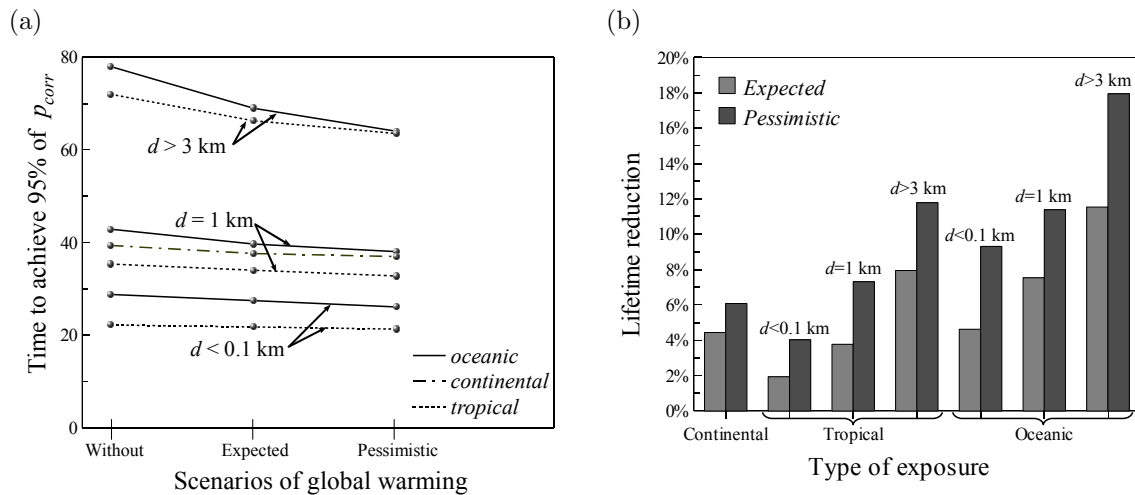 (a)
Time to achieve 95% of p_corr
80
60
40
20
0
d > 3 km
d = 1 km
d < 0.1 km
oceanic
continental
tropical
Without Expected Pessimistic
Scenarios of global warming
(b)
Lifetime reduction
20%
18%
16%
14%
12%
10%
8%
6%
4%
2%
0%
Expected
Pessimistic
d<0.1 km
d=1 km
d>3 km
d<0.1 km
d=1 km
d>3 km
Continental Tropical Oceanic
Type of exposure